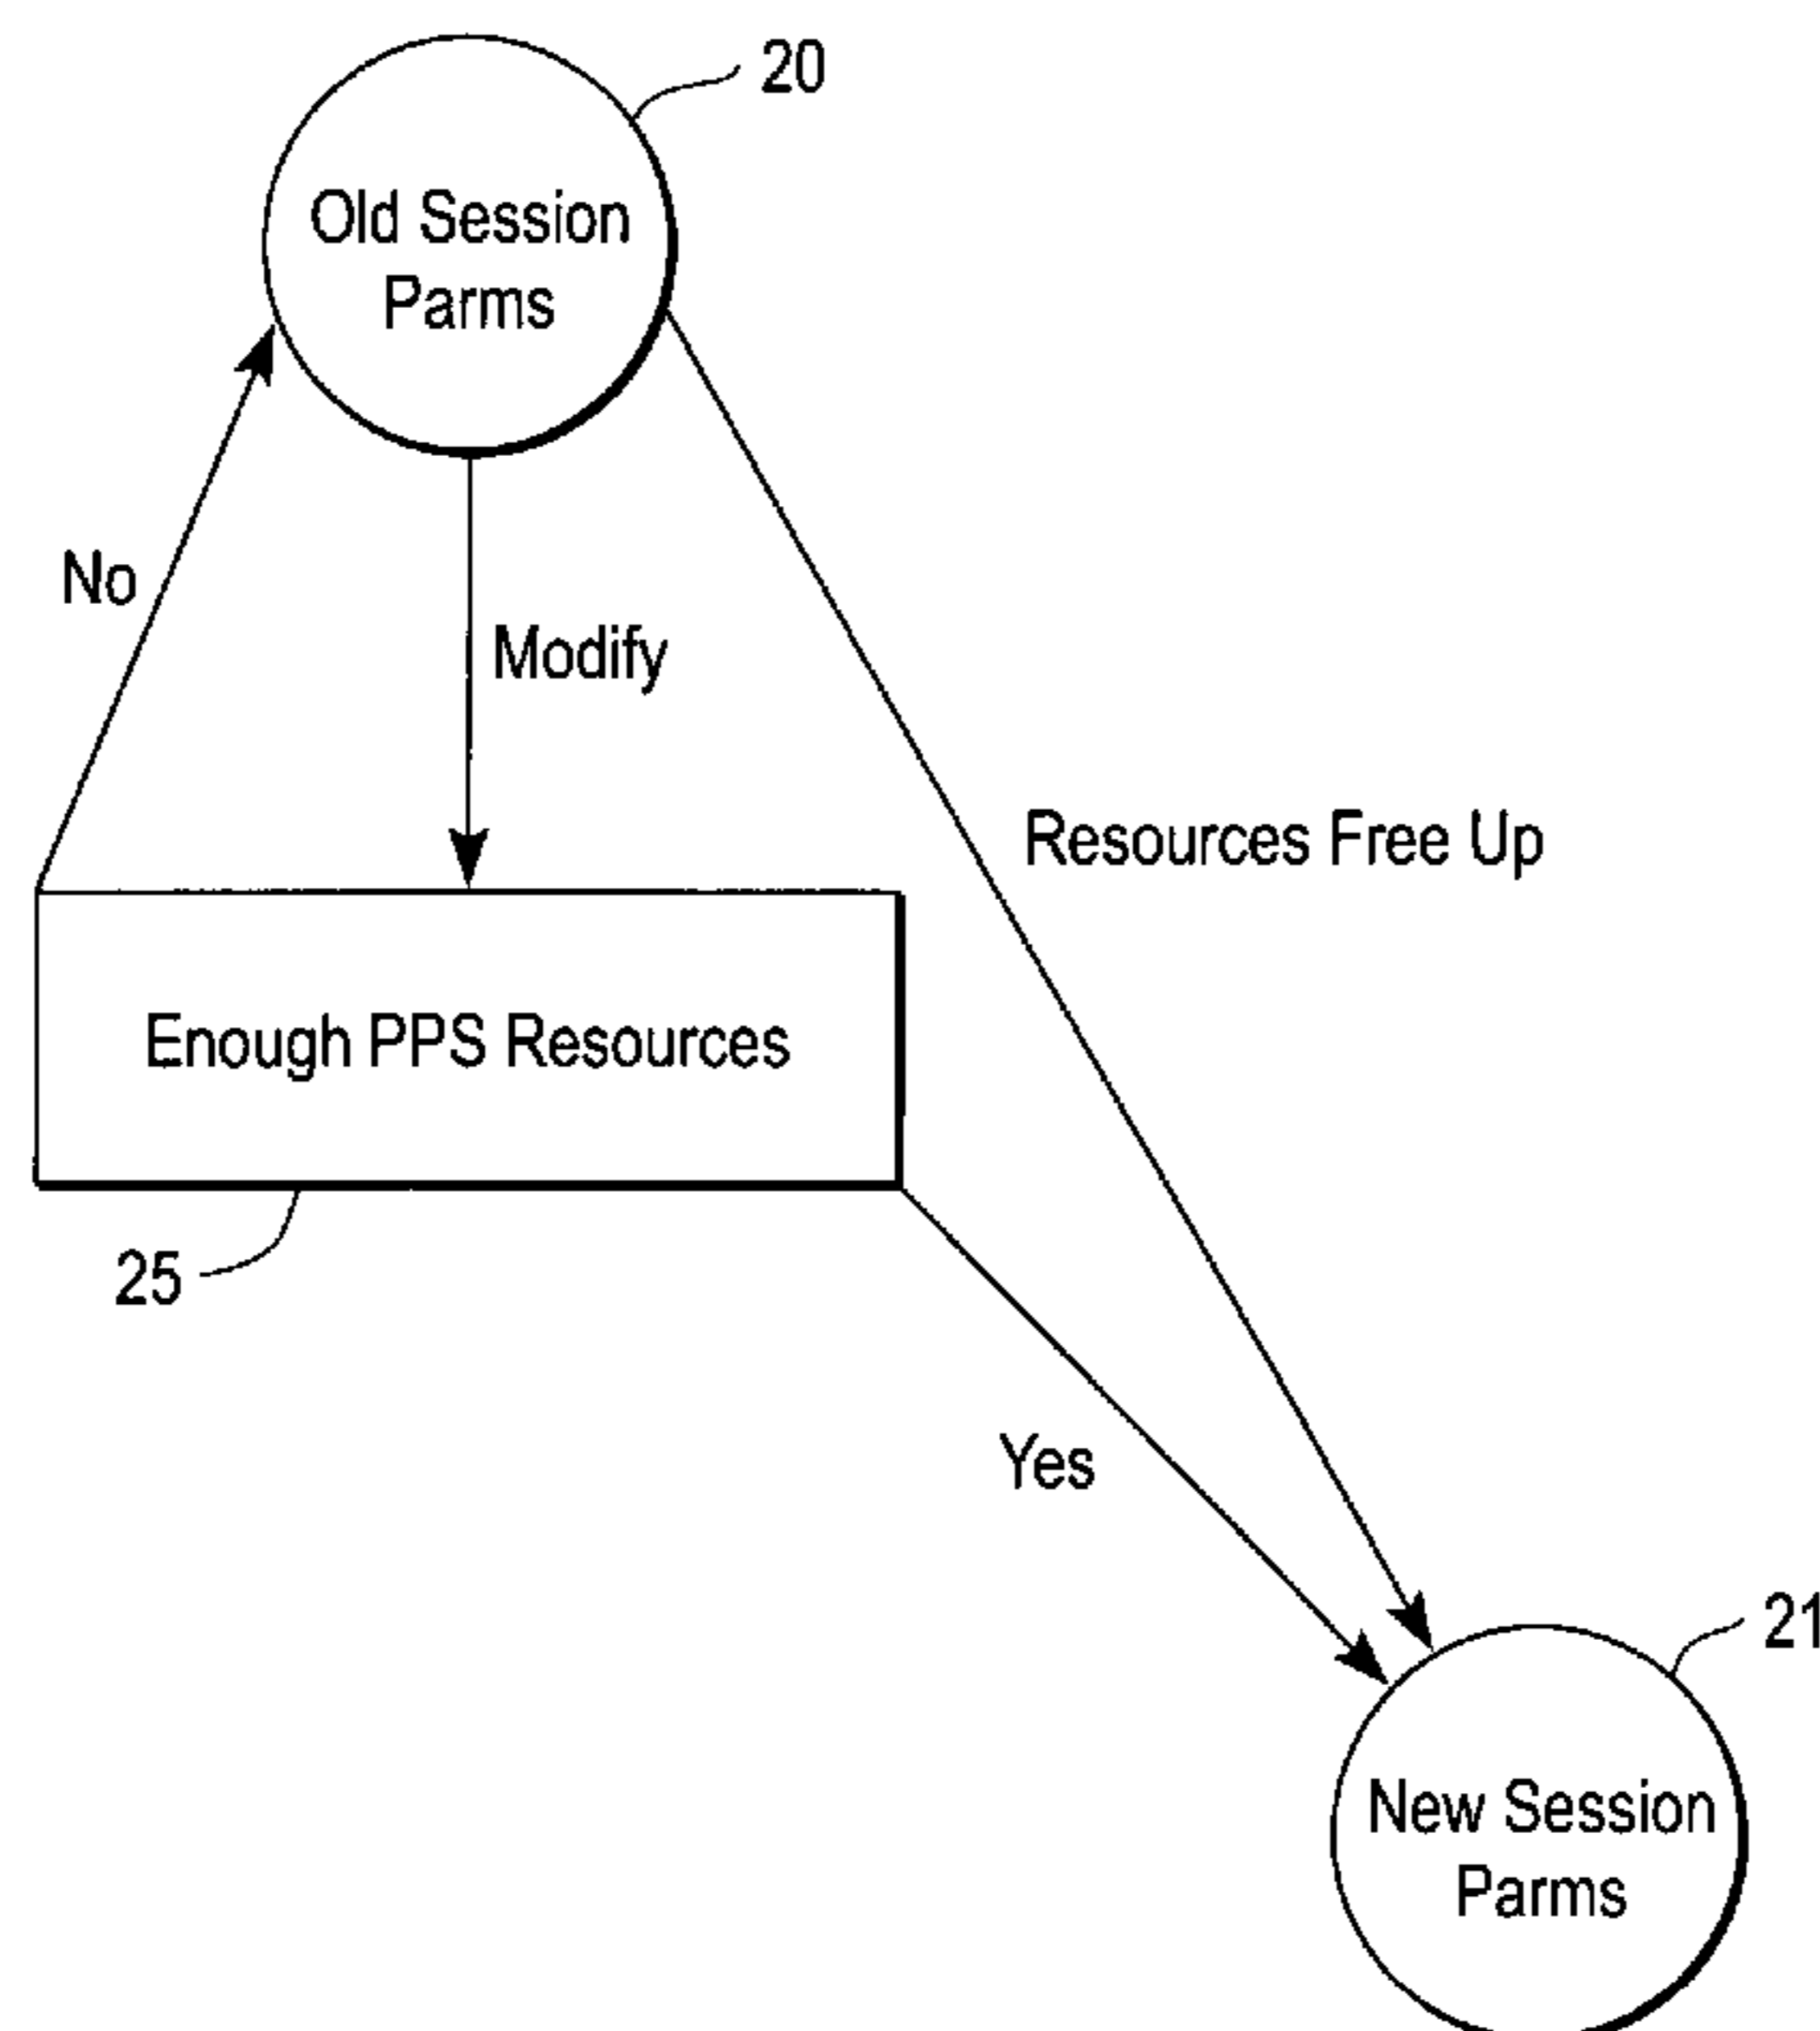 20
Old Session
Parms
No
Modify
Resources Free Up
Enough PPS Resources
25
Yes
21
New Session
Parms